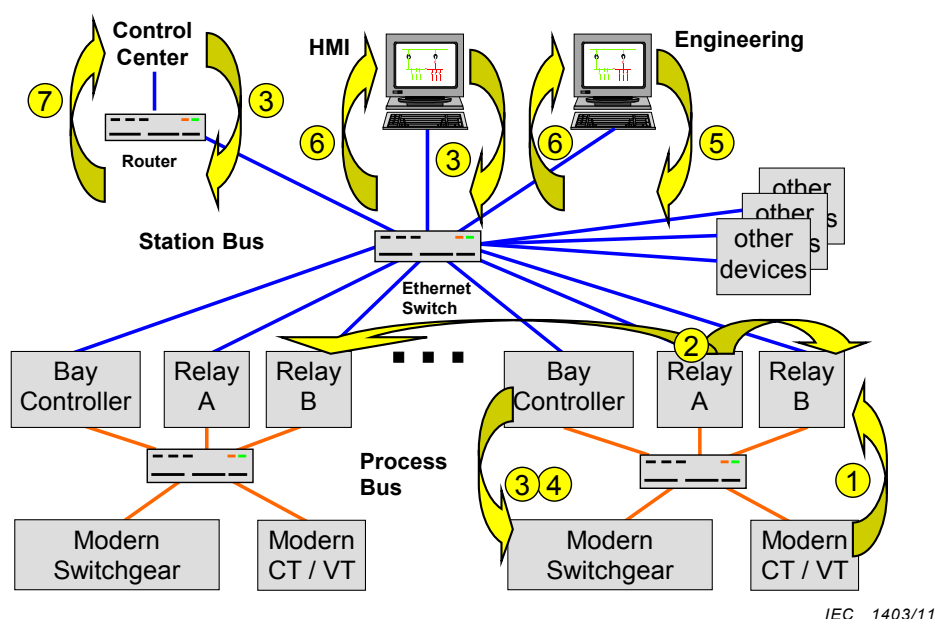 Control
Center
HMI
Engineering
7
3
6
3
6
5
Router
other
other
s
s
other
devices
Station Bus
Ethernet
Switch
2
Bay
Controller
Relay
A
Relay
B
Bay
Controller
Relay
A
Relay
B
Process
Bus
3
4
1
Modern
Switchgear
Modern
CT / VT
Modern
Switchgear
Modern
CT / VT
IEC 1403/11